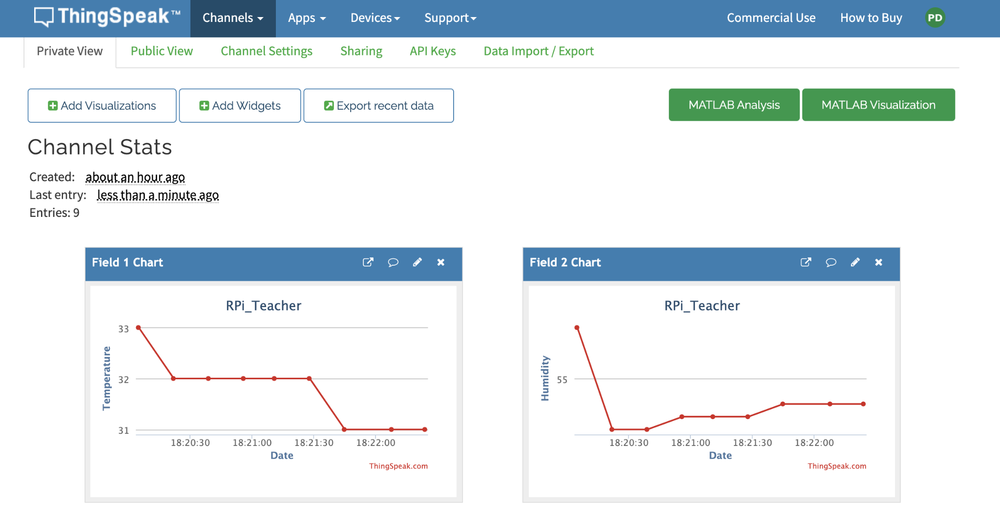 ThingSpeak™ Channels Apps Devices Support Commercial Use How to Buy PD
Private View Public View Channel Settings Sharing API Keys Data Import / Export
Add Visualizations Add Widgets Export recent data MATLAB Analysis MATLAB Visualization
Channel Stats
Created: about an hour ago
Last entry: less than a minute ago
Entries: 9
Field 1 Chart
RPi_Teacher
Temperature
33
32
31
18:20:30 18:21:00 18:21:30 18:22:00
Date
ThingSpeak.com
Field 2 Chart
RPi_Teacher
Humidity
55
18:20:30 18:21:00 18:21:30 18:22:00
Date
ThingSpeak.com